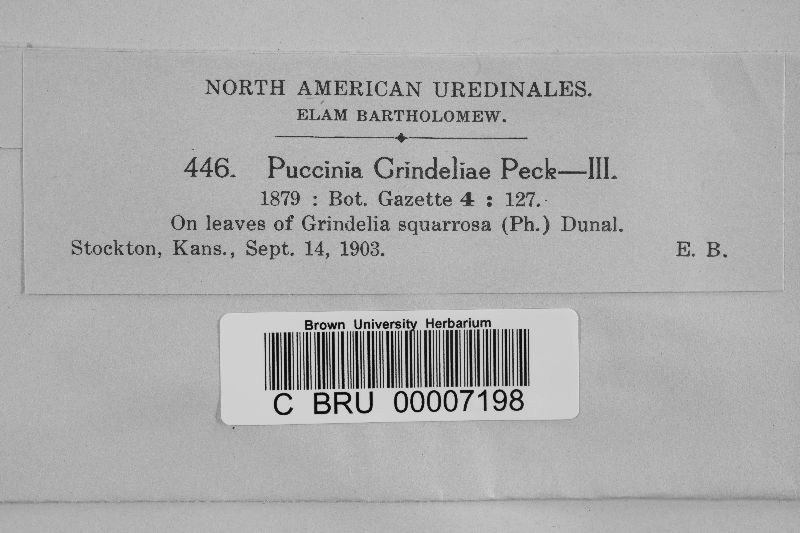 NORTH AMERICAN UREDINALES.
ELAM BARTHOLOMEW.
446. Puccinia Grindeliae Peck—III.
1879 : Bot. Gazette 4 : 127.
On leaves of Grindelia squarrosa (Ph.) Dunal.
Stockton, Kans., Sept. 14, 1903. E. B.
Brown University Herbarium
C BRU 00007198